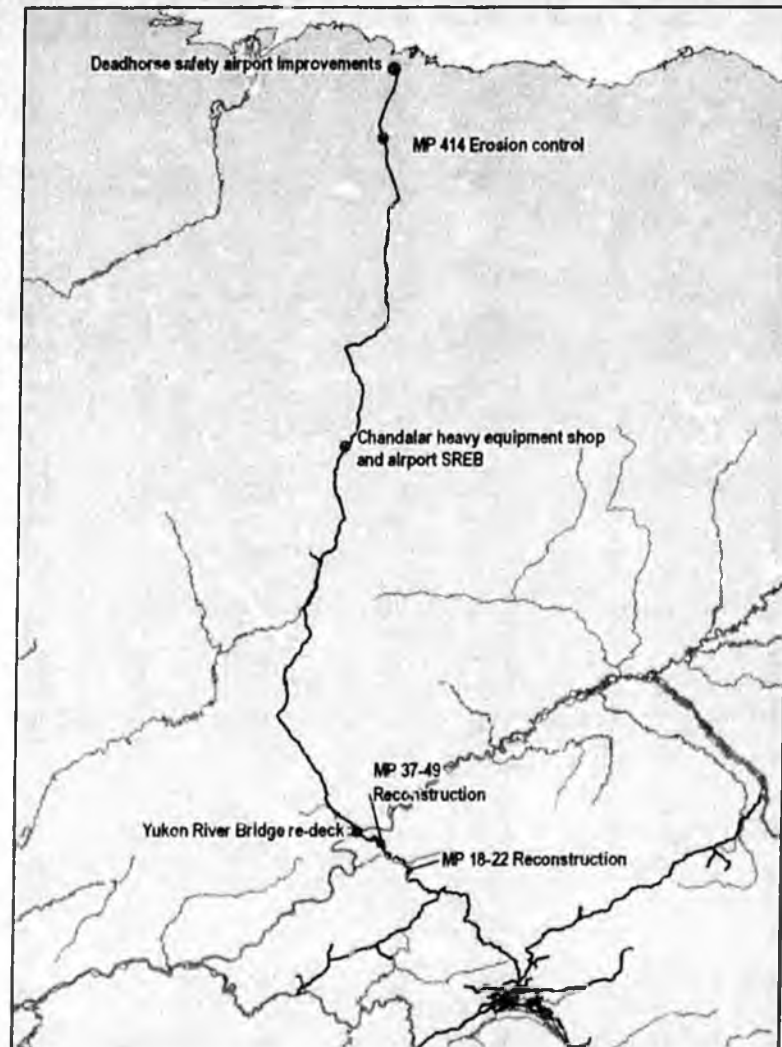 Deadhorse safety airport improvements
MP 414 Erosion control
Chandalar heavy equipment shop
and airport SREB
MP 37-49
Reconstruction
Yukon River Bridge re-deck
MP 18-22 Reconstruction